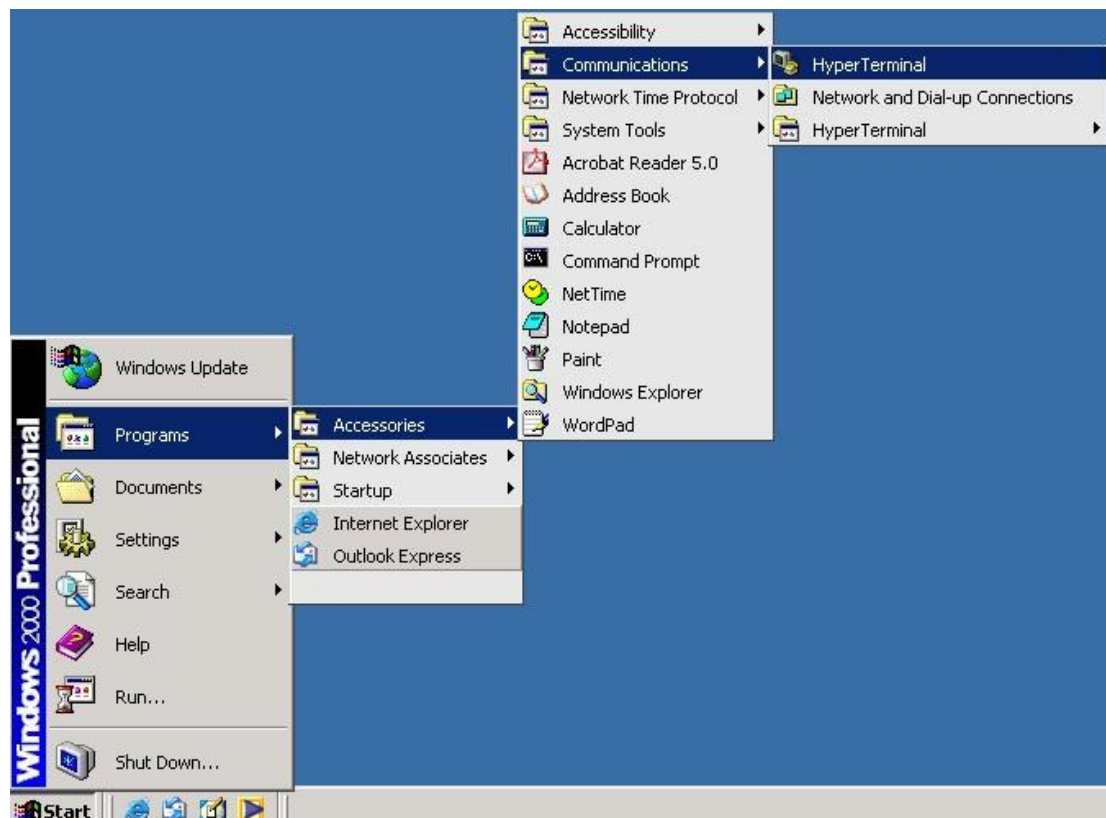 Accessibility
Communications
Network Time Protocol
System Tools
Acrobat Reader 5.0
Address Book
Calculator
Command Prompt
NetTime
Notepad
Paint
Windows Explorer
WordPad
HyperTerminal
Network and Dial-up Connections
HyperTerminal
Windows Update
Programs
Documents
Settings
Search
Help
Run...
Shut Down...
Accessories
Network Associates
Startup
Internet Explorer
Outlook Express
Windows 2000 Professional
Start